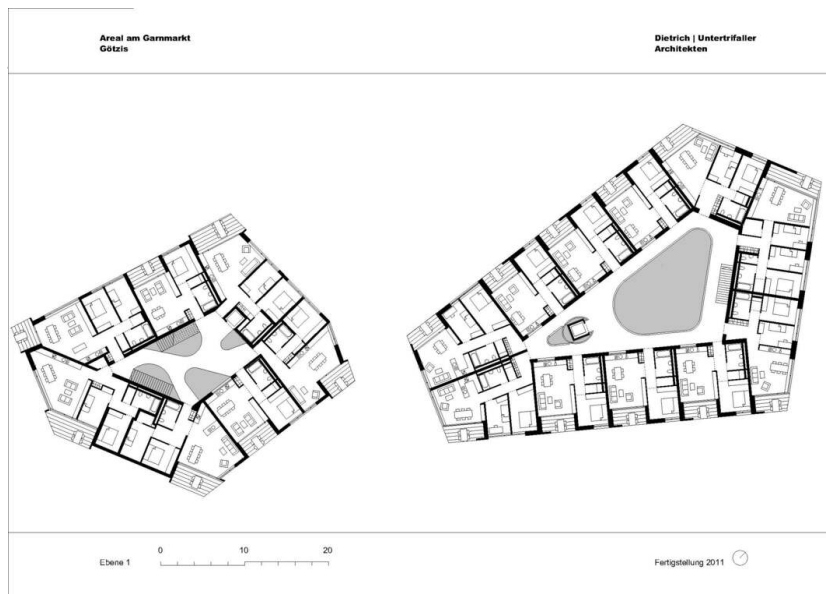 Areal am Garnmarkt
Götzis
Dietrich | Untertrifaller
Architekten
Ebene 1
0 10 20
Fertigstellung 2011